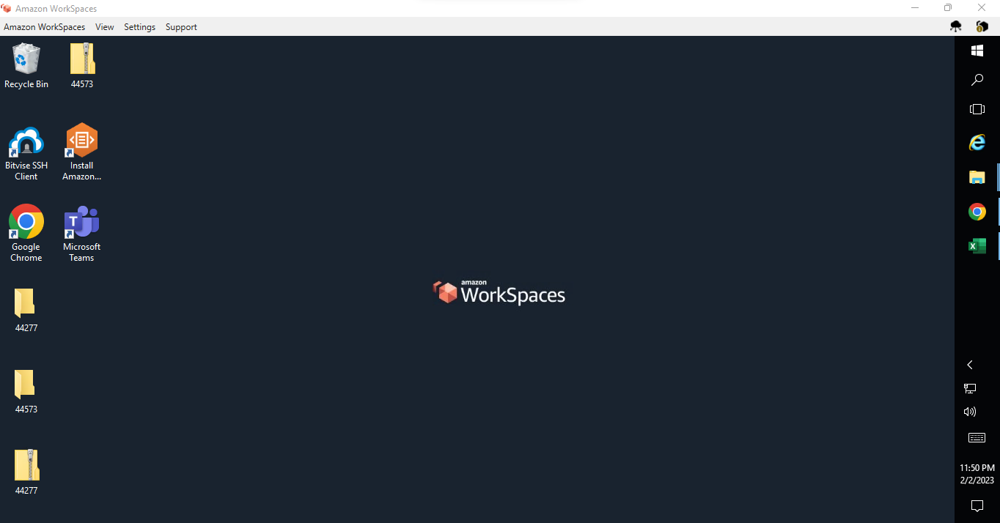 Amazon WorkSpaces
Amazon WorkSpaces View Settings Support
Recycle Bin
44573
Bitvise SSH
Client
Install
Amazon...
Google
Chrome
Microsoft
Teams
44277
44573
44277
amazon
WorkSpaces
11:50 PM
2/2/2023